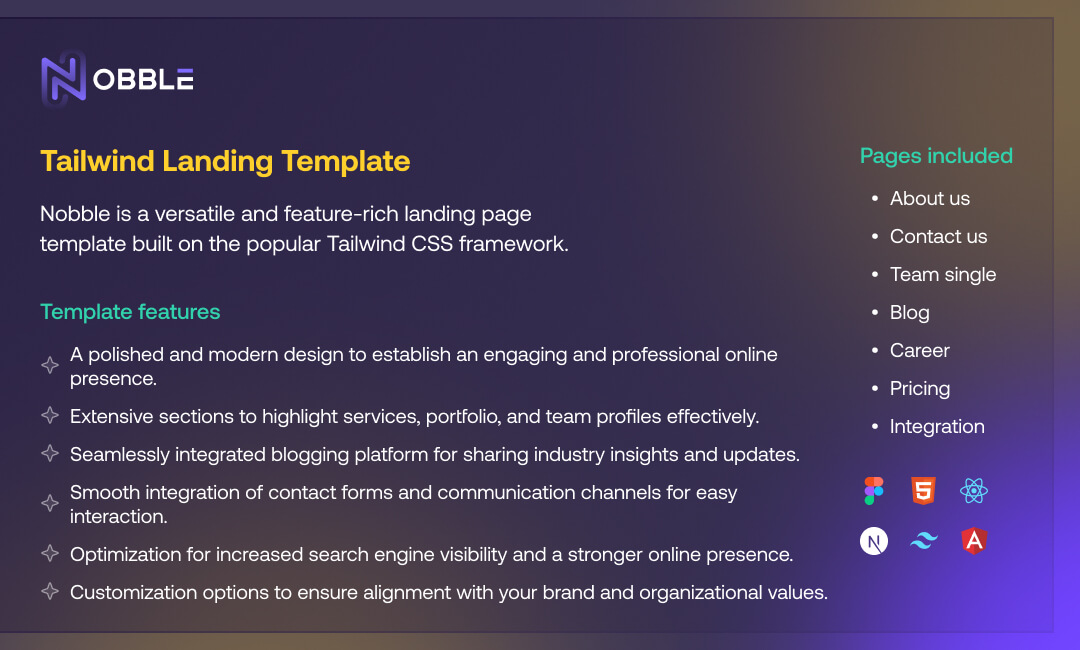 NOBBLE
Tailwind Landing Template
Nobble is a versatile and feature-rich landing page
template built on the popular Tailwind CSS framework.
Template features
A polished and modern design to establish an engaging and professional online
presence.
Extensive sections to highlight services, portfolio, and team profiles effectively.
Seamlessly integrated blogging platform for sharing industry insights and updates.
Smooth integration of contact forms and communication channels for easy
interaction.
Optimization for increased search engine visibility and a stronger online presence.
Customization options to ensure alignment with your brand and organizational values.
Pages included
• About us
• Contact us
• Team single
• Blog
• Career
• Pricing
• Integration
5
N
A